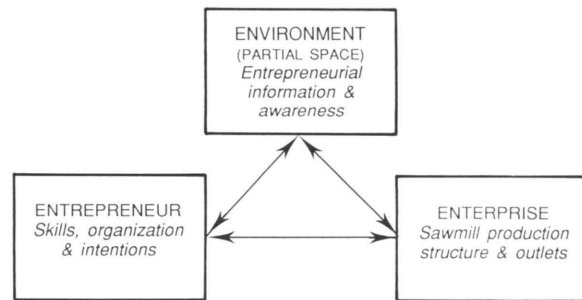 ENVIRONMENT
(PARTIAL SPACE)
Entrepreneurial
information &
awareness
ENTREPRENEUR
Skills, organization
& intentions
ENTERPRISE
Sawmill production
structure & outlets